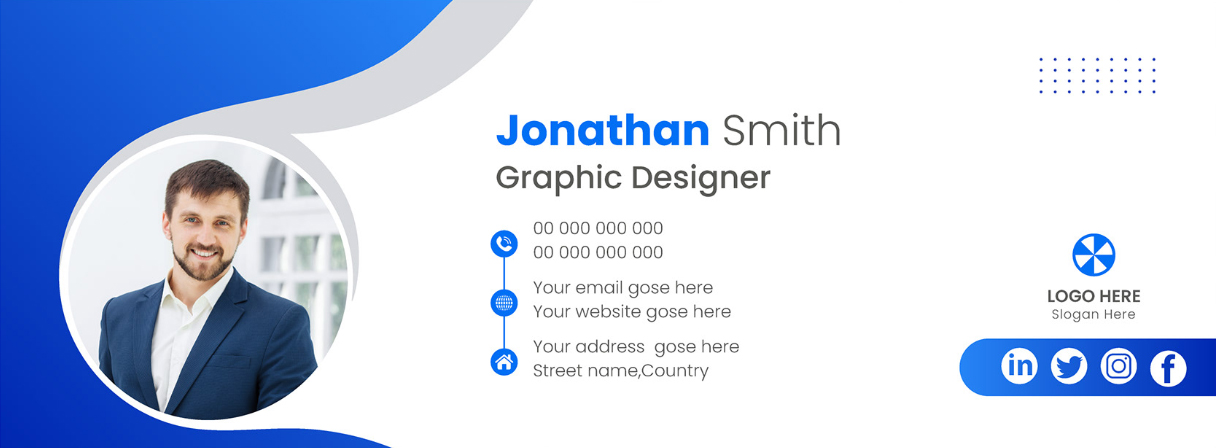 Jonathan Smith
Graphic Designer
00 000 000 000
00 000 000 000
Your email gose here
Your website gose here
Your address  gose here
Street name,Country
LOGO HERE
Slogan Here
in
f